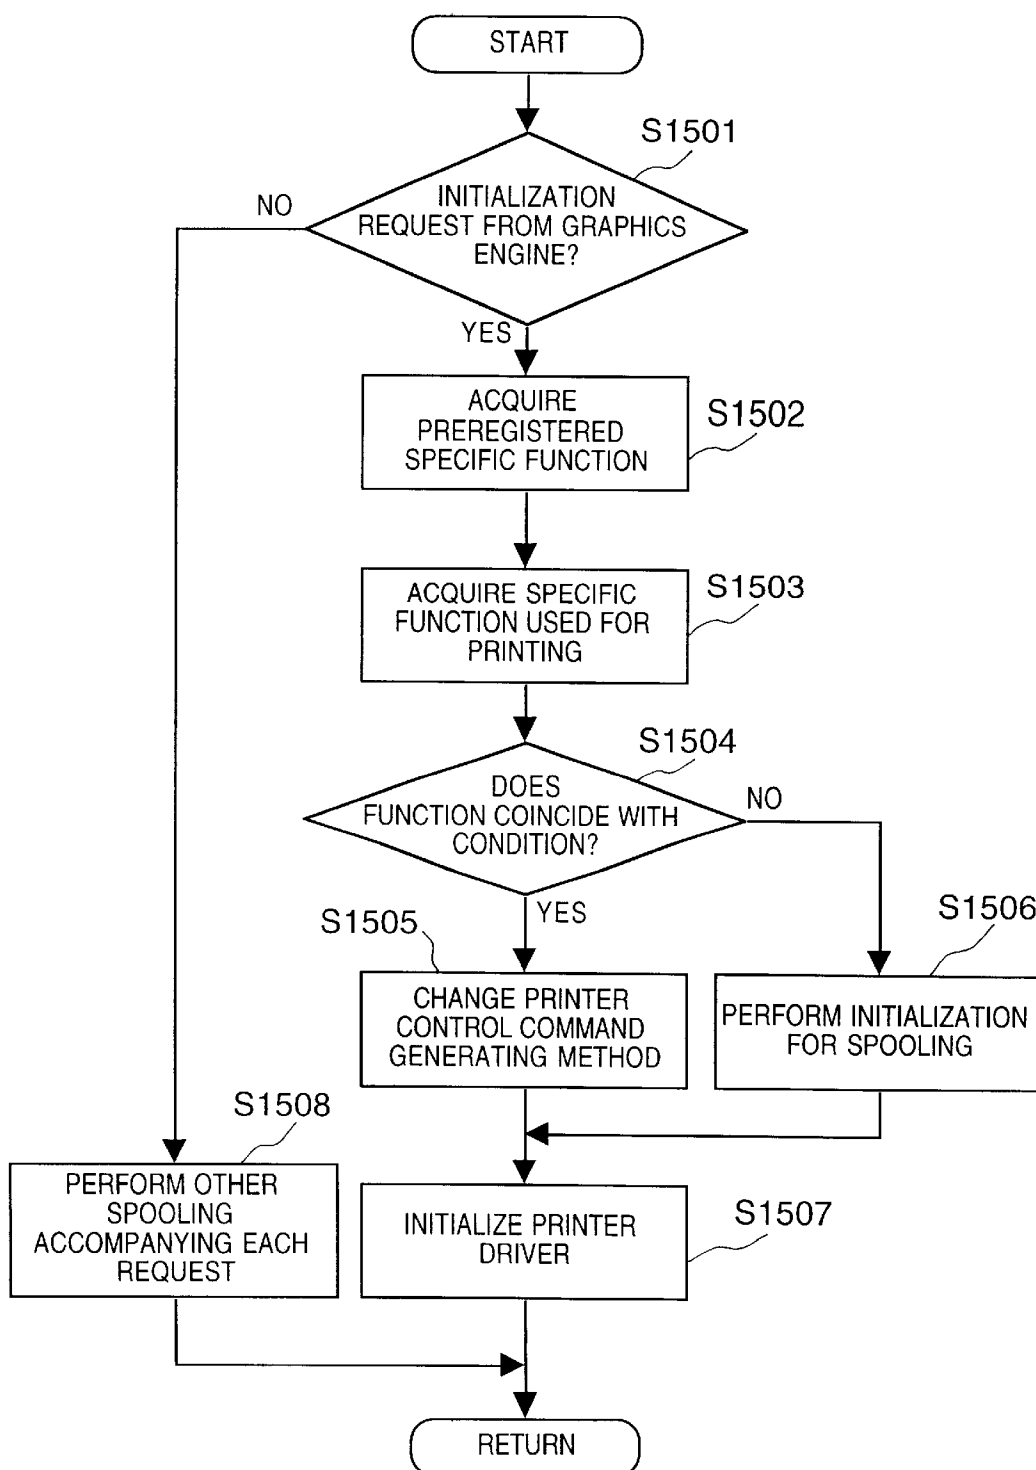 START
S1501
INITIALIZATION
REQUEST FROM GRAPHICS
ENGINE?
NO
YES
ACQUIRE
PREREGISTERED
SPECIFIC FUNCTION
S1502
ACQUIRE SPECIFIC
FUNCTION USED FOR
PRINTING
S1503
S1504
DOES
FUNCTION COINCIDE WITH
CONDITION?
NO
YES
S1505
CHANGE PRINTER
CONTROL COMMAND
GENERATING METHOD
S1506
PERFORM INITIALIZATION
FOR SPOOLING
S1508
PERFORM OTHER
SPOOLING
ACCOMPANYING EACH
REQUEST
INITIALIZE PRINTER
DRIVER
S1507
RETURN